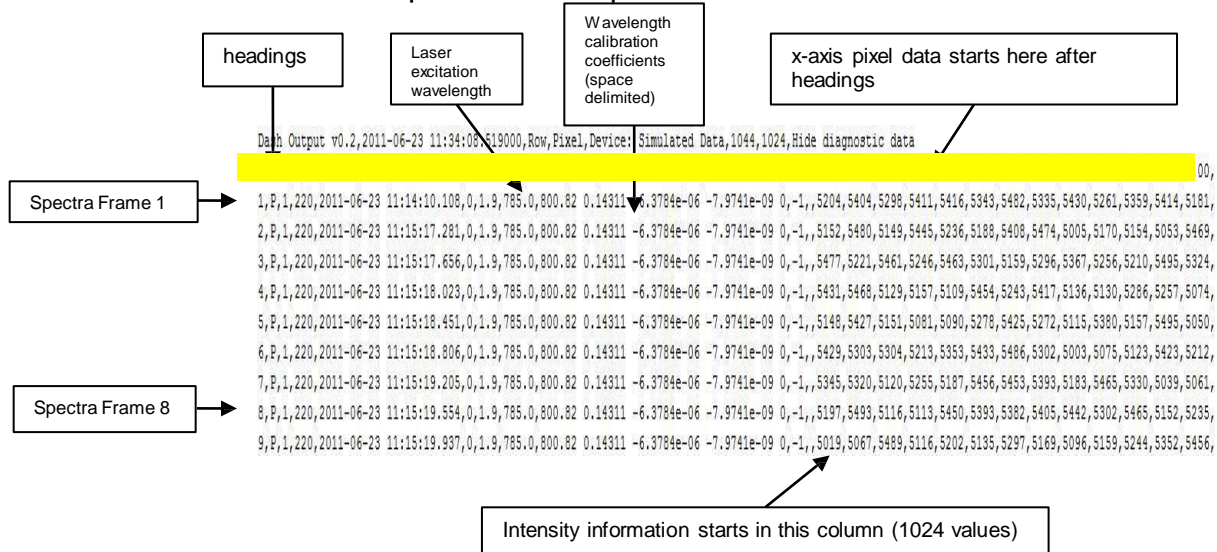 Wavelength
calibration
coefficients
(space
delimited)
headings
Laser
excitation
wavelength
x-axis pixel data starts here after
headings
Dash Output v0.2,2011-06-23 11:34:08.519000,Row,Pixel,Device: Simulated Data,1044,1024,Hide diagnostic data
00,
Spectra Frame 1
1,P,1,220,2011-06-23 11:14:10.108,0,1.9,785.0,800.82 0.14311 -6.3784e-06 -7.9741e-09 0,-1,,5204,5404,5298,5411,5416,5343,5482,5335,5430,5261,5359,5414,5181,
2,P,1,220,2011-06-23 11:15:17.281,0,1.9,785.0,800.82 0.14311 -6.3784e-06 -7.9741e-09 0,-1,,5152,5480,5149,5445,5236,5188,5408,5474,5005,5170,5154,5053,5469,
3,P,1,220,2011-06-23 11:15:17.656,0,1.9,785.0,800.82 0.14311 -6.3784e-06 -7.9741e-09 0,-1,,5477,5221,5461,5246,5463,5301,5159,5296,5367,5256,5210,5495,5324,
4,P,1,220,2011-06-23 11:15:18.023,0,1.9,785.0,800.82 0.14311 -6.3784e-06 -7.9741e-09 0,-1,,5431,5468,5129,5157,5109,5454,5243,5417,5136,5130,5286,5257,5074,
5,P,1,220,2011-06-23 11:15:18.451,0,1.9,785.0,800.82 0.14311 -6.3784e-06 -7.9741e-09 0,-1,,5148,5427,5151,5081,5090,5278,5425,5272,5115,5380,5157,5495,5050,
6,P,1,220,2011-06-23 11:15:18.806,0,1.9,785.0,800.82 0.14311 -6.3784e-06 -7.9741e-09 0,-1,,5429,5303,5304,5213,5353,5433,5486,5302,5003,5075,5123,5423,5212,
7,P,1,220,2011-06-23 11:15:19.205,0,1.9,785.0,800.82 0.14311 -6.3784e-06 -7.9741e-09 0,-1,,5345,5320,5120,5255,5187,5456,5453,5393,5183,5465,5330,5039,5061,
Spectra Frame 8
8,P,1,220,2011-06-23 11:15:19.554,0,1.9,785.0,800.82 0.14311 -6.3784e-06 -7.9741e-09 0,-1,,5197,5493,5116,5113,5450,5393,5382,5405,5442,5302,5465,5152,5235,
9,P,1,220,2011-06-23 11:15:19.937,0,1.9,785.0,800.82 0.14311 -6.3784e-06 -7.9741e-09 0,-1,,5019,5067,5489,5116,5202,5135,5297,5169,5096,5159,5244,5352,5456,
Intensity information starts in this column (1024 values)